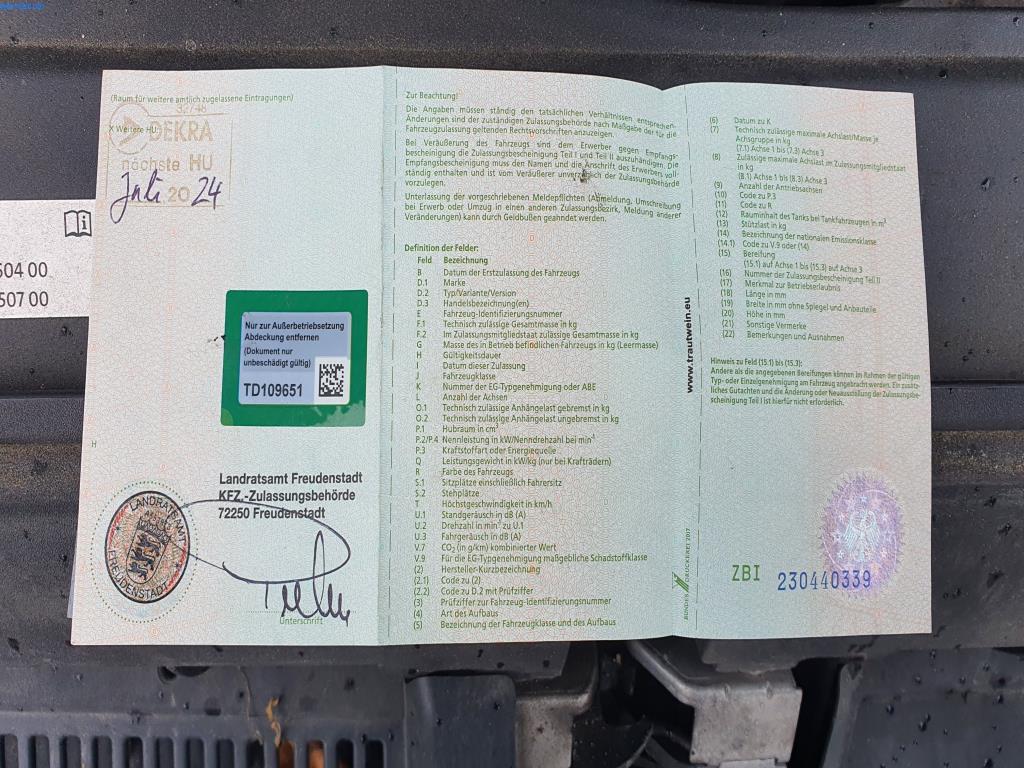 504 00
507 00
(Raum für weitere amtlich zugelassene Eintragungen)
X Weitere HU:
32748
DEKRA
nächste HU
Juli 20 24
Nur zur Außerbetriebsetzung
Abdeckung entfernen
(Dokument nur
unbeschädigt gültig)
TD109651
H
Landratsamt Freudenstadt
KFZ.-Zulassungsbehörde
72250 Freudenstadt
LANDRATSAMT
FREUDENSTADT
Unterschrift
Zur Beachtung!
Die Angaben müssen ständig den tatsächlichen Verhältnissen entsprechen.
Änderungen sind der zuständigen Zulassungsbehörde nach Maßgabe der für die
Fahrzeugzulassung geltenden Rechtsvorschriften anzuzeigen.
Bei Veräußerung des Fahrzeugs sind dem Erwerber gegen Empfangs-
bescheinigung die Zulassungsbescheinigung Teil I und Teil II auszuhändigen. Die
Empfangsbescheinigung muss den Namen und die Anschrift des Erwerbers voll-
ständig enthalten und ist vom Veräußerer unverzüglich der Zulassungsbehörde
vorzulegen.
Unterlassung der vorgeschriebenen Meldepflichten (Abmeldung, Umschreibung
bei Erwerb oder Umzug in einen anderen Zulassungsbezirk, Meldung anderer
Veränderungen) kann durch Geldbußen geahndet werden.
Definition der Felder:
Feld Bezeichnung
B Datum der Erstzulassung des Fahrzeugs
D.1 Marke
D.2 Typ/Variante/Version
D.3 Handelsbezeichnung(en)
E Fahrzeug-Identifizierungsnummer
F.1 Technisch zulässige Gesamtmasse in kg
F.2 Im Zulassungsmitgliedstaat zulässige Gesamtmasse in kg
G Masse des in Betrieb befindlichen Fahrzeugs in kg (Leermasse)
H Gültigkeitsdauer
I Datum dieser Zulassung
J Fahrzeugklasse
K Nummer der EG-Typgenehmigung oder ABE
L Anzahl der Achsen
O.1 Technisch zulässige Anhängelast gebremst in kg
O.2 Technisch zulässige Anhängelast ungebremst in kg
P.1 Hubraum in cm³
P.2/P.4 Nennleistung in kW/Nenndrehzahl bei min⁻¹
P.3 Kraftstoffart oder Energiequelle
Q Leistungsgewicht in kW/kg (nur bei Krafträdern)
R Farbe des Fahrzeugs
S.1 Sitzplätze einschließlich Fahrersitz
S.2 Stehplätze
T Höchstgeschwindigkeit in km/h
U.1 Standgeräusch in dB (A)
U.2 Drehzahl in min⁻¹ zu U.1
U.3 Fahrgeräusch in dB (A)
V.7 CO₂ (in g/km) kombinierter Wert
V.9 Für die EG-Typgenehmigung maßgebliche Schadstoffklasse
(2) Hersteller-Kurzbezeichnung
(2.1) Code zu (2)
(2.2) Code zu D.2 mit Prüfziffer
(3) Prüfziffer zur Fahrzeug-Identifizierungsnummer
(4) Art des Aufbaus
(5) Bezeichnung der Fahrzeugklasse und des Aufbaus
www.trautwein.eu
BUNDESDRUCKEREI 2017
(6) Datum zu K
(7) Technisch zulässige maximale Achslast/Masse je
Achsgruppe in kg
(7.1) Achse 1 bis (7.3) Achse 3
(8) Zulässige maximale Achslast im Zulassungsmitgliedstaat
in kg
(8.1) Achse 1 bis (8.3) Achse 3
(9) Anzahl der Antriebsachsen
(10) Code zu P.3
(11) Code zu R
(12) Rauminhalt des Tanks bei Tankfahrzeugen in m³
(13) Stützlast in kg
(14) Bezeichnung der nationalen Emissionsklasse
(14.1) Code zu V.9 oder (14)
(15) Bereifung
(15.1) auf Achse 1 bis (15.3) auf Achse 3
(16) Nummer der Zulassungsbescheinigung Teil II
(17) Merkmal zur Betriebserlaubnis
(18) Länge in mm
(19) Breite in mm ohne Spiegel und Anbauteile
(20) Höhe in mm
(21) Sonstige Vermerke
(22) Bemerkungen und Ausnahmen
Hinweis zu Feld (15.1) bis (15.3):
Andere als die angegebenen Bereifungen können im Rahmen der gültigen
Typ- oder Einzelgenehmigung am Fahrzeug angebracht werden. Ein zusätz-
liches Gutachten und die Änderung oder Neuausstellung der Zulassungsbe-
scheinigung Teil I ist hierfür nicht erforderlich.
ZBI 230440339